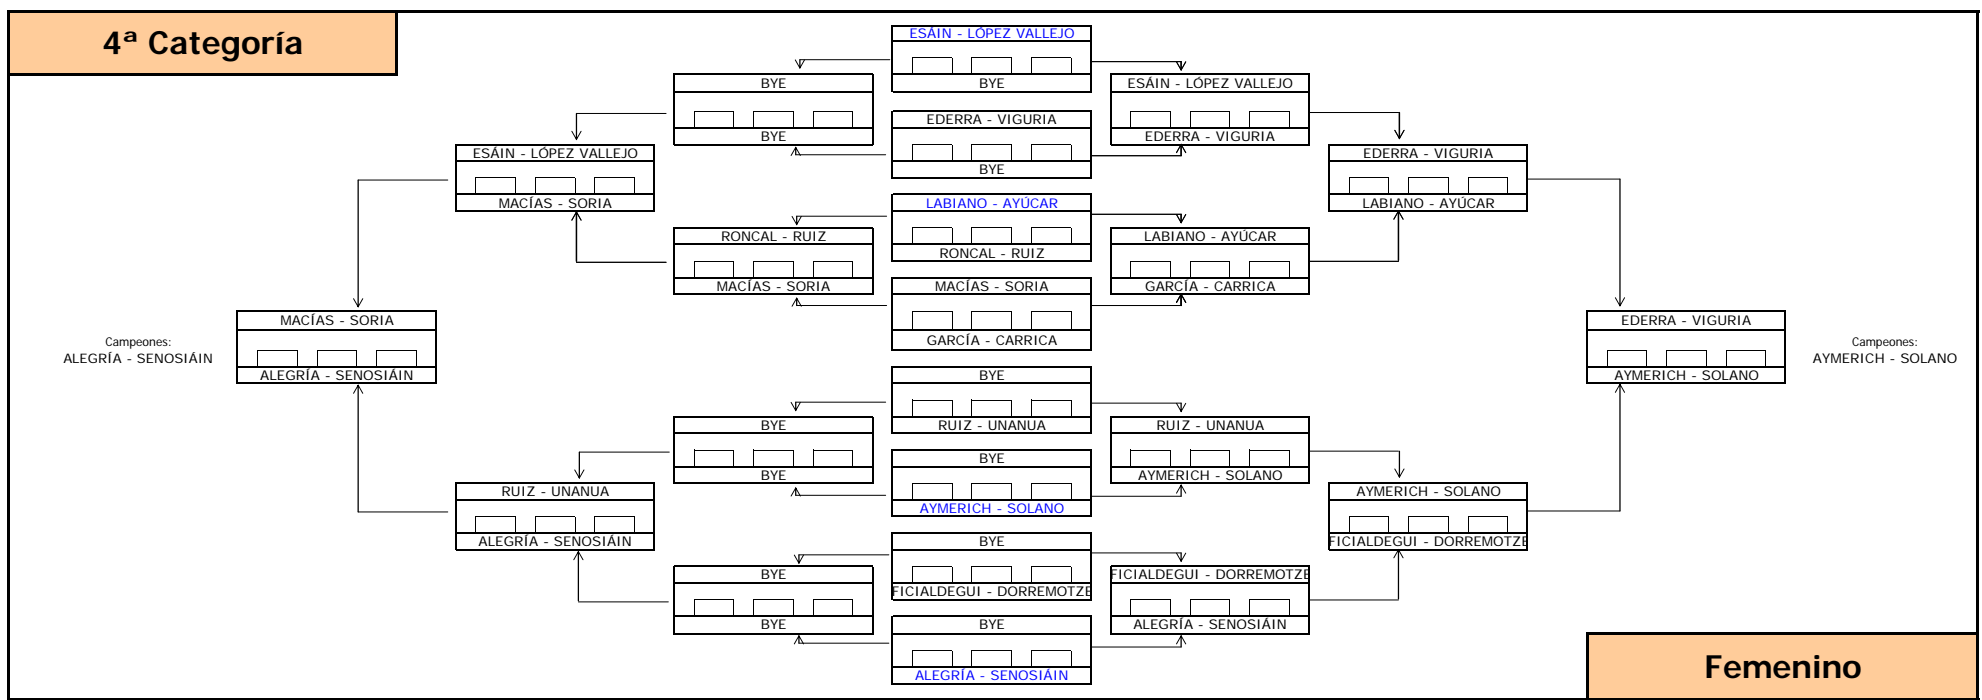 4ª Categoría
ESÁIN - LÓPEZ VALLEJO
BYE
EDERRA - VIGURIA
BYE
LABIANO - AYÚCAR
RONCAL - RUIZ
MACÍAS - SORIA
GARCÍA - CARRICA
BYE
RUIZ - UNANUA
BYE
AYMERICH - SOLANO
BYE
FICIALDEGUI - DORREMOTZE
BYE
ALEGRÍA - SENOSIÁIN
BYE
BYE
RONCAL - RUIZ
MACÍAS - SORIA
BYE
BYE
BYE
BYE
ESÁIN - LÓPEZ VALLEJO
MACÍAS - SORIA
RUIZ - UNANUA
ALEGRÍA - SENOSIÁIN
MACÍAS - SORIA
ALEGRÍA - SENOSIÁIN
Campeones:
ALEGRÍA - SENOSIÁIN
ESÁIN - LÓPEZ VALLEJO
EDERRA - VIGURIA
LABIANO - AYÚCAR
GARCÍA - CARRICA
RUIZ - UNANUA
AYMERICH - SOLANO
FICIALDEGUI - DORREMOTZE
ALEGRÍA - SENOSIÁIN
EDERRA - VIGURIA
LABIANO - AYÚCAR
AYMERICH - SOLANO
FICIALDEGUI - DORREMOTZE
EDERRA - VIGURIA
AYMERICH - SOLANO
Campeones:
AYMERICH - SOLANO
Femenino